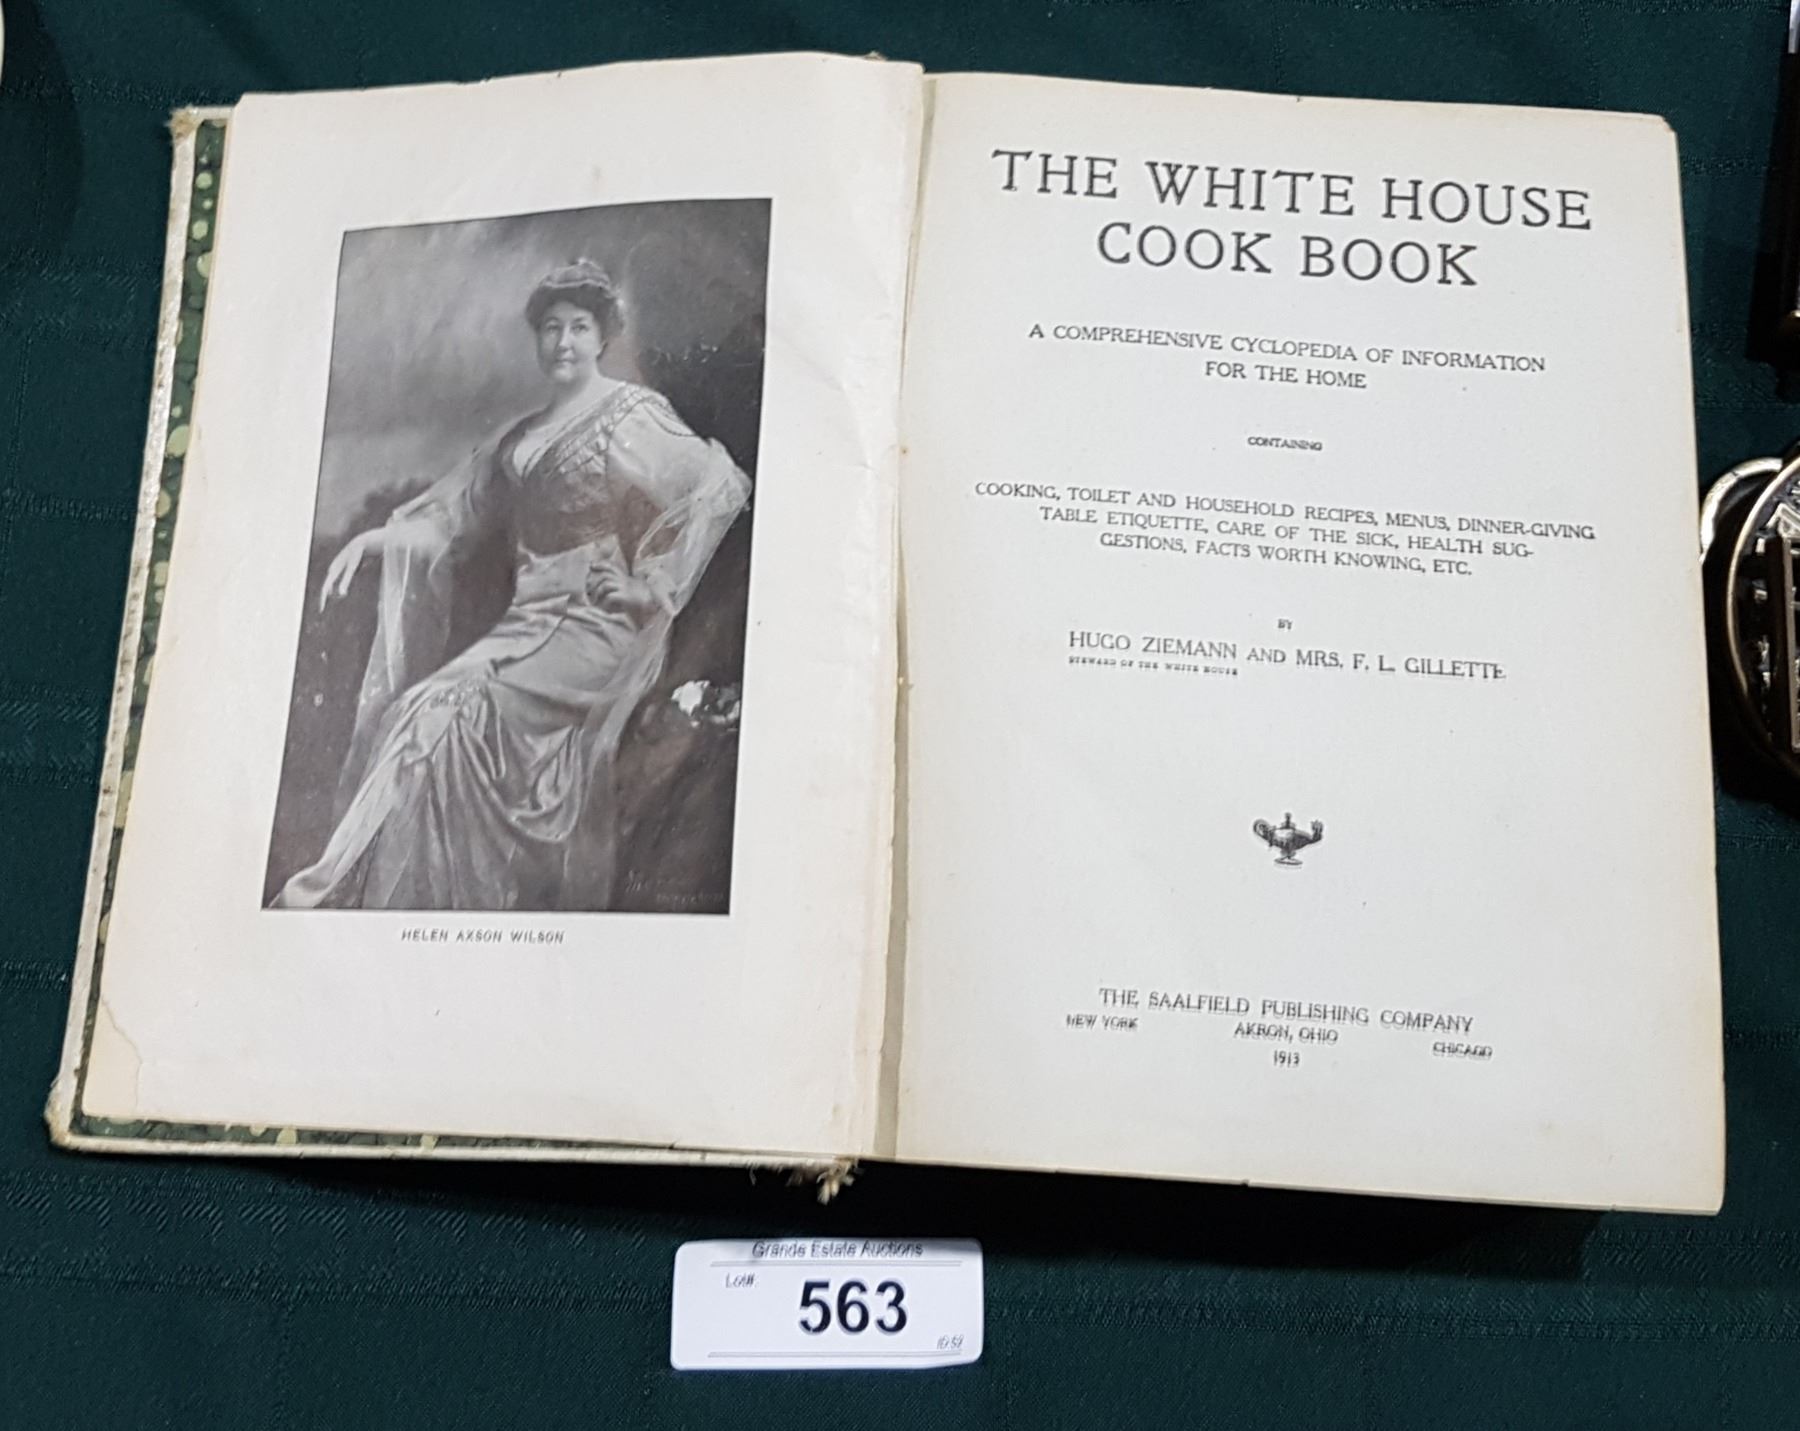 HELEN AXSON WILSON
THE WHITE HOUSE
COOK BOOK
A COMPREHENSIVE CYCLOPEDIA OF INFORMATION
FOR THE HOME
CONTAINING
COOKING, TOILET AND HOUSEHOLD RECIPES, MENUS, DINNER-GIVING
TABLE ETIQUETTE, CARE OF THE SICK, HEALTH SUG-
GESTIONS, FACTS WORTH KNOWING, ETC.
BY
HUGO ZIEMANN AND MRS. F. L. GILLETTE
STEWARD OF THE WHITE HOUSE
THE SAALFIELD PUBLISHING COMPANY
NEW YORK AKRON, OHIO CHICAGO
1913
Grande Estate Auctions
Lot#:
563